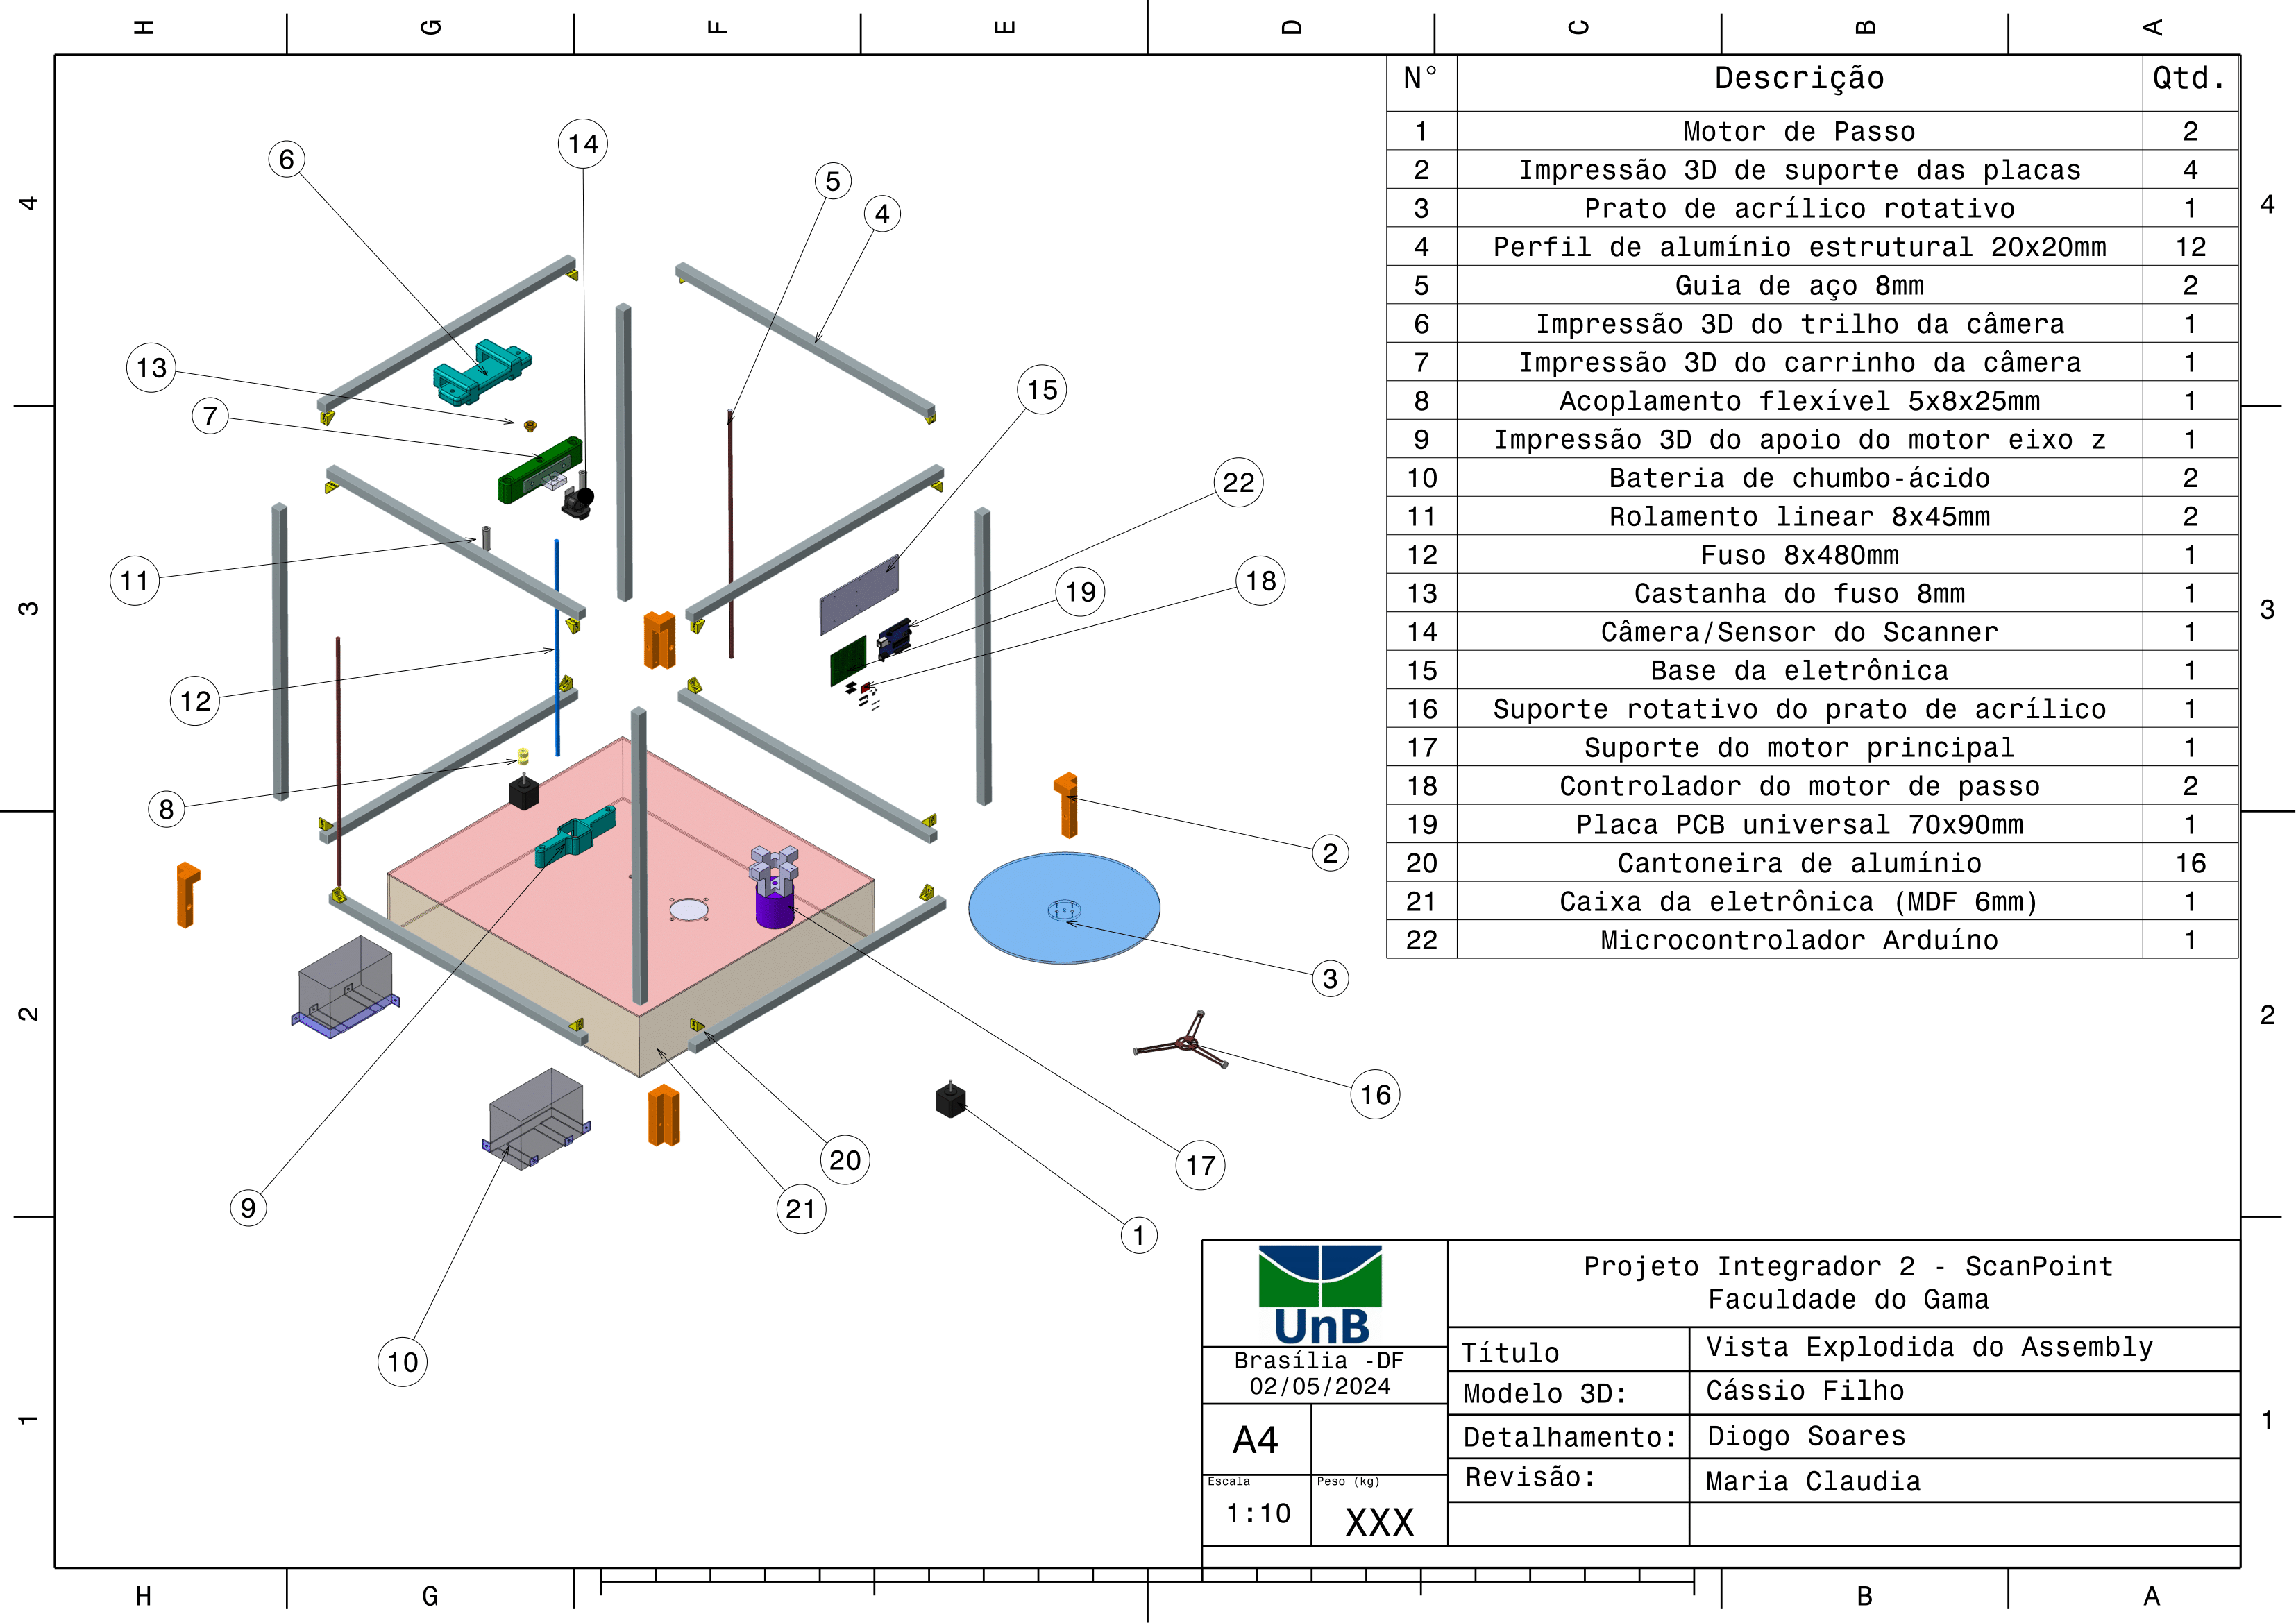 H G F E D C B A
4
3
2
1
4
3
2
1
6
14
5
4
13
7
15
22
11
19
18
12
8
2
3
16
9
20
21
17
1
10
N° Descrição Qtd.
1 Motor de Passo 2
2 Impressão 3D de suporte das placas 4
3 Prato de acrílico rotativo 1
4 Perfil de alumínio estrutural 20x20mm 12
5 Guia de aço 8mm 2
6 Impressão 3D do trilho da câmera 1
7 Impressão 3D do carrinho da câmera 1
8 Acoplamento flexível 5x8x25mm 1
9 Impressão 3D do apoio do motor eixo z 1
10 Bateria de chumbo-ácido 2
11 Rolamento linear 8x45mm 2
12 Fuso 8x480mm 1
13 Castanha do fuso 8mm 1
14 Câmera/Sensor do Scanner 1
15 Base da eletrônica 1
16 Suporte rotativo do prato de acrílico 1
17 Suporte do motor principal 1
18 Controlador do motor de passo 2
19 Placa PCB universal 70x90mm 1
20 Cantoneira de alumínio 16
21 Caixa da eletrônica (MDF 6mm) 1
22 Microcontrolador Arduíno 1
UnB
Brasília -DF
02/05/2024
A4
Escala
1:10
Peso (kg)
XXX
Projeto Integrador 2 - ScanPoint
Faculdade do Gama
Título Vista Explodida do Assembly
Modelo 3D: Cássio Filho
Detalhamento: Diogo Soares
Revisão: Maria Claudia
H G B A